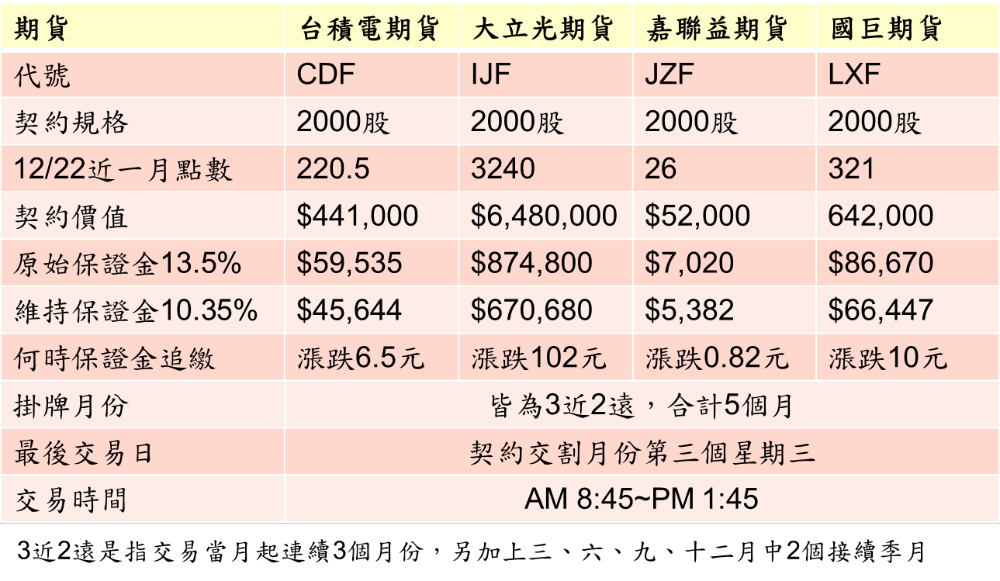 期貨 台積電期貨 大立光期貨 嘉聯益期貨 國巨期貨
代號 CDF IJF JZF LXF
契約規格 2000股 2000股 2000股 2000股
12/22近一月點數 220.5 3240 26 321
契約價值 $441,000 $6,480,000 $52,000 642,000
原始保證金13.5% $59,535 $874,800 $7,020 $86,670
維持保證金10.35% $45,644 $670,680 $5,382 $66,447
何時保證金追繳 漲跌6.5元 漲跌102元 漲跌0.82元 漲跌10元
掛牌月份 皆為3近2遠，合計5個月
最後交易日 契約交割月份第三個星期三
交易時間 AM 8:45~PM 1:45
3近2遠是指交易當月起連續3個月份，另加上三、六、九、十二月中2個接續季月